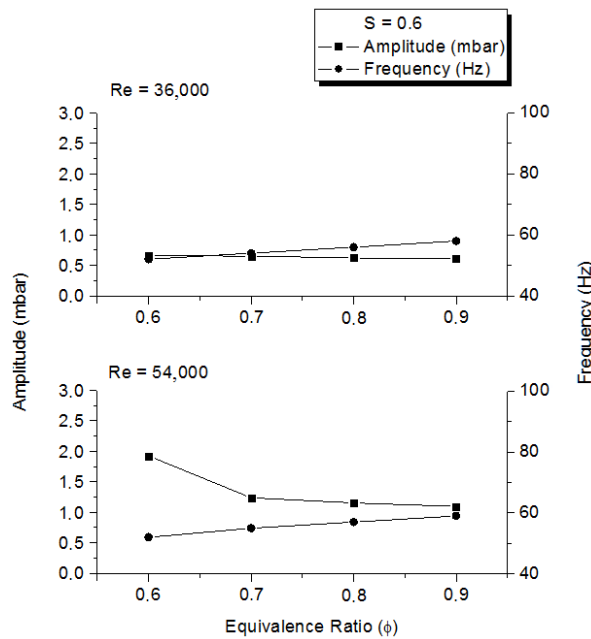 S = 0.6
Amplitude (mbar)
Frequency (Hz)
Re = 36,000
3.0
2.5
2.0
1.5
1.0
0.5
0.0
100
80
60
40
0.6 0.7 0.8 0.9
Amplitude (mbar)
Frequency (Hz)
Re = 54,000
3.0
2.5
2.0
1.5
1.0
0.5
0.0
100
80
60
40
0.6 0.7 0.8 0.9
Equivalence Ratio (ϕ)